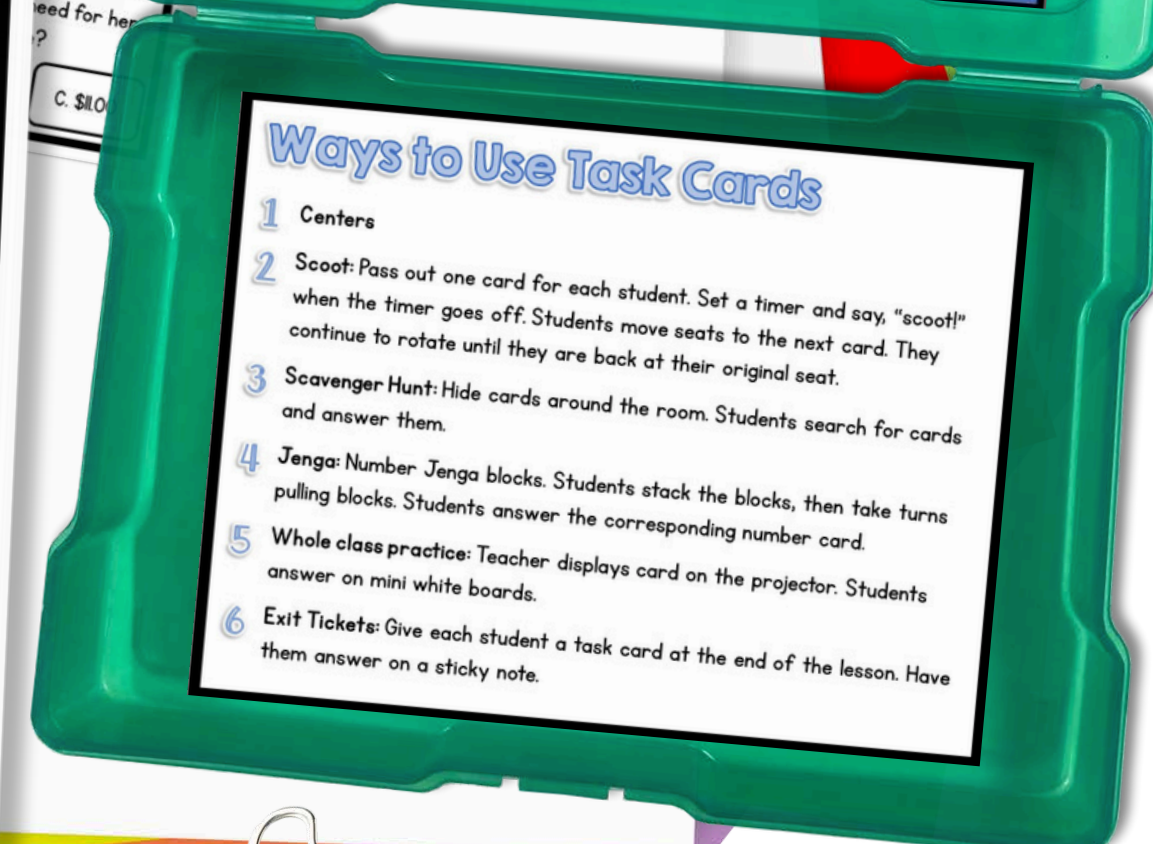 need for her
?
C. $11.00
Ways to Use Task Cards
1 Centers
2 Scoot: Pass out one card for each student. Set a timer and say, "scoot!"
when the timer goes off. Students move seats to the next card. They
continue to rotate until they are back at their original seat.
3 Scavenger Hunt: Hide cards around the room. Students search for cards
and answer them.
4 Jenga: Number Jenga blocks. Students stack the blocks, then take turns
pulling blocks. Students answer the corresponding number card.
5 Whole class practice: Teacher displays card on the projector. Students
answer on mini white boards.
6 Exit Tickets: Give each student a task card at the end of the lesson. Have
them answer on a sticky note.